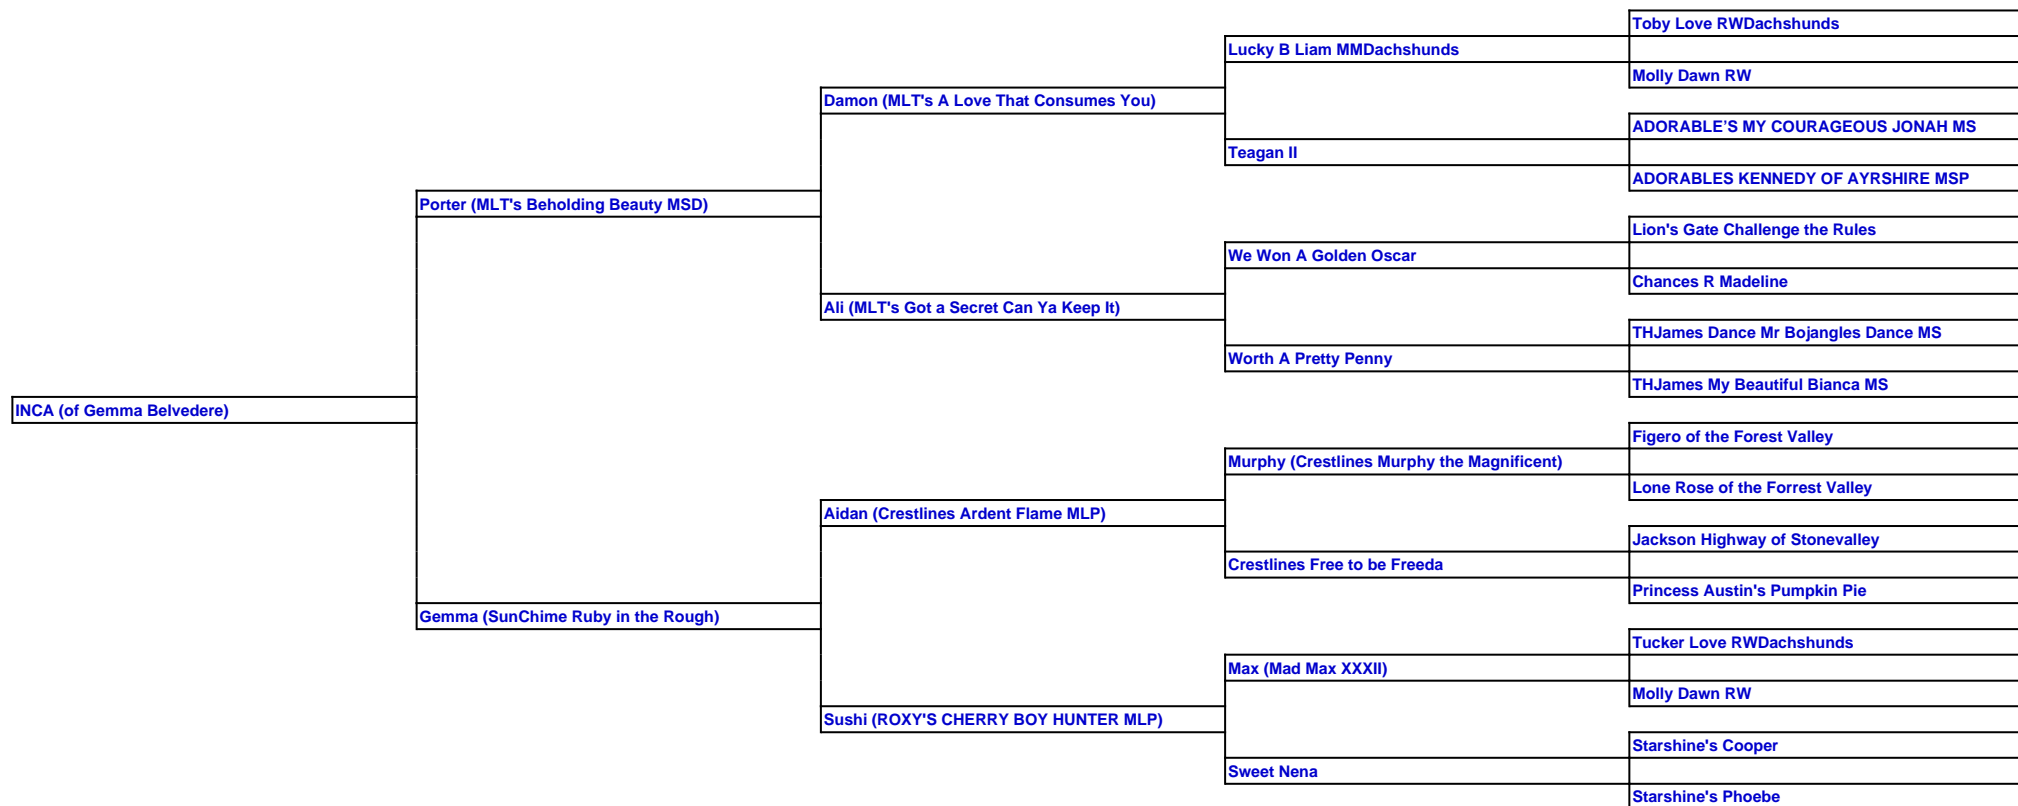 Toby Love RWDachshunds
Lucky B Liam MMDachshunds
Molly Dawn RW
Damon (MLT's A Love That Consumes You)
ADORABLE’S MY COURAGEOUS JONAH MS
Teagan II
ADORABLES KENNEDY OF AYRSHIRE MSP
Porter (MLT's Beholding Beauty MSD)
Lion's Gate Challenge the Rules
We Won A Golden Oscar
Chances R Madeline
Ali (MLT's Got a Secret Can Ya Keep It)
THJames Dance Mr Bojangles Dance MS
Worth A Pretty Penny
THJames My Beautiful Bianca MS
INCA (of Gemma Belvedere)
Figero of the Forest Valley
Murphy (Crestlines Murphy the Magnificent)
Lone Rose of the Forrest Valley
Aidan (Crestlines Ardent Flame MLP)
Jackson Highway of Stonevalley
Crestlines Free to be Freeda
Princess Austin's Pumpkin Pie
Gemma (SunChime Ruby in the Rough)
Tucker Love RWDachshunds
Max (Mad Max XXXII)
Molly Dawn RW
Sushi (ROXY'S CHERRY BOY HUNTER MLP)
Starshine's Cooper
Sweet Nena
Starshine's Phoebe